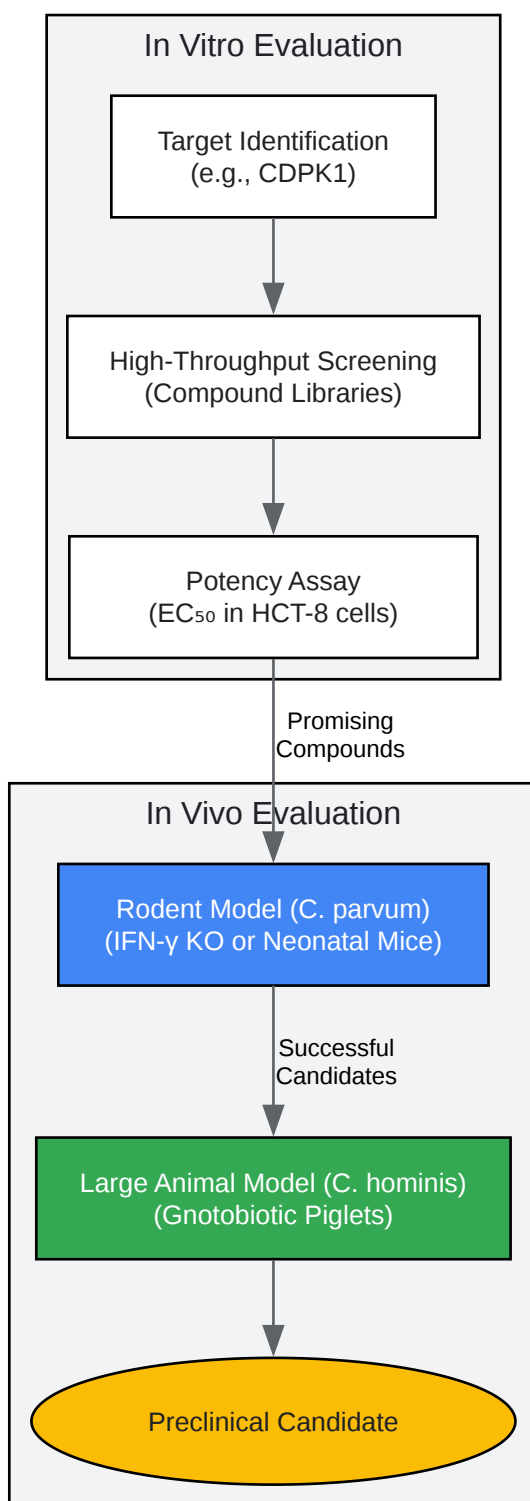 In Vitro Evaluation
Target Identification
(e.g., CDPK1)
High-Throughput Screening
(Compound Libraries)
Potency Assay
(EC₅₀ in HCT-8 cells)
Promising
Compounds
In Vivo Evaluation
Rodent Model (C. parvum)
(IFN-γ KO or Neonatal Mice)
Successful
Candidates
Large Animal Model (C. hominis)
(Gnotobiotic Piglets)
Preclinical Candidate